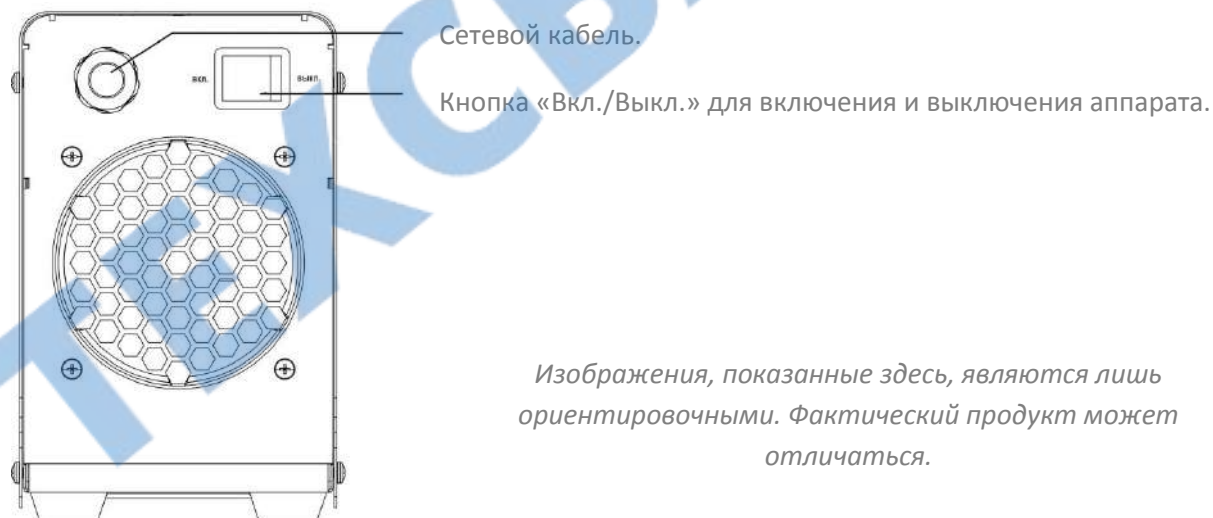 Сетевой кабель.
ВКЛ.
ВЫКЛ.
Кнопка «Вкл./Выкл.» для включения и выключения аппарата.
Изображения, показанные здесь, являются лишь
ориентировочными. Фактический продукт может
отличаться.